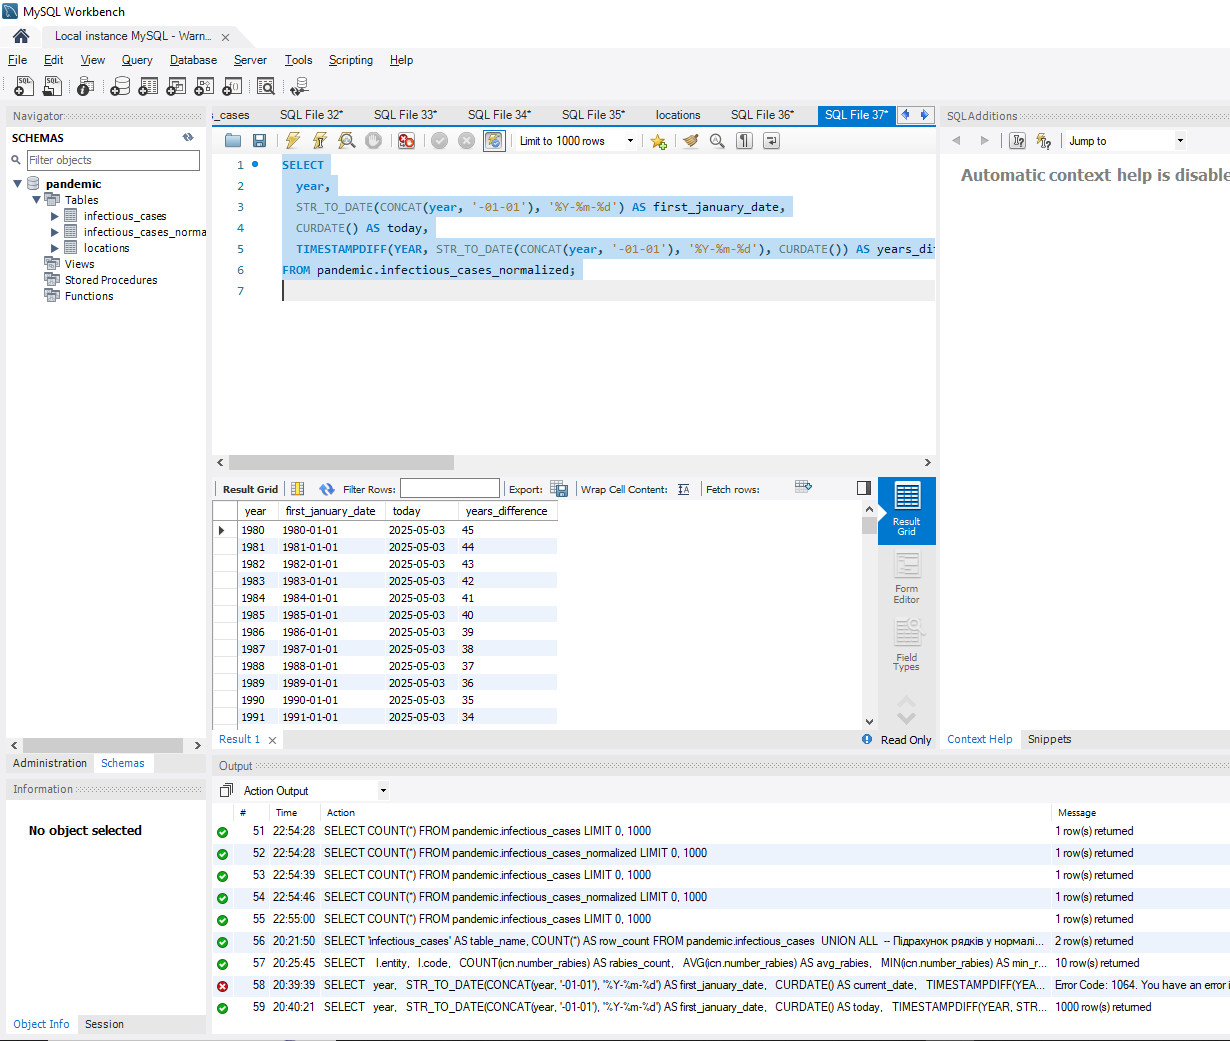 MySQL Workbench
Local instance MySQL - Warn...
File Edit View Query Database Server Tools Scripting Help
Navigator
SCHEMAS
Filter objects
pandemic
Tables
infectious_cases
infectious_cases_norma
locations
Views
Stored Procedures
Functions
Administration Schemas
Information
No object selected
Object Info Session
s_cases SQL File 32* SQL File 33* SQL File 34* SQL File 35* locations SQL File 36* SQL File 37*
Limit to 1000 rows
1 SELECT
2 year,
3 STR_TO_DATE(CONCAT(year, '-01-01'), '%Y-%m-%d') AS first_january_date,
4 CURDATE() AS today,
5 TIMESTAMPDIFF(YEAR, STR_TO_DATE(CONCAT(year, '-01-01'), '%Y-%m-%d'), CURDATE()) AS years_di
6 FROM pandemic.infectious_cases_normalized;
7
SQLAdditions
Jump to
Automatic context help is disable
Result Grid Filter Rows: Export: Wrap Cell Content: Fetch rows:
year first_january_date today years_difference
1980 1980-01-01 2025-05-03 45
1981 1981-01-01 2025-05-03 44
1982 1982-01-01 2025-05-03 43
1983 1983-01-01 2025-05-03 42
1984 1984-01-01 2025-05-03 41
1985 1985-01-01 2025-05-03 40
1986 1986-01-01 2025-05-03 39
1987 1987-01-01 2025-05-03 38
1988 1988-01-01 2025-05-03 37
1989 1989-01-01 2025-05-03 36
1990 1990-01-01 2025-05-03 35
1991 1991-01-01 2025-05-03 34
Result
Grid
Form
Editor
Field
Types
Result 1
Read Only
Context Help Snippets
Output
Action Output
# Time Action Message
51 22:54:28 SELECT COUNT(*) FROM pandemic.infectious_cases LIMIT 0, 1000 1 row(s) returned
52 22:54:28 SELECT COUNT(*) FROM pandemic.infectious_cases_normalized LIMIT 0, 1000 1 row(s) returned
53 22:54:39 SELECT COUNT(*) FROM pandemic.infectious_cases LIMIT 0, 1000 1 row(s) returned
54 22:54:46 SELECT COUNT(*) FROM pandemic.infectious_cases_normalized LIMIT 0, 1000 1 row(s) returned
55 22:55:00 SELECT COUNT(*) FROM pandemic.infectious_cases LIMIT 0, 1000 1 row(s) returned
56 20:21:50 SELECT 'infectious_cases' AS table_name, COUNT(*) AS row_count FROM pandemic.infectious_cases UNION ALL -- Підрахунок рядків у нормалі... 2 row(s) returned
57 20:25:45 SELECT l.entity, l.code, COUNT(icn.number_rabies) AS rabies_count, AVG(icn.number_rabies) AS avg_rabies, MIN(icn.number_rabies) AS min_r... 10 row(s) returned
58 20:39:39 SELECT year, STR_TO_DATE(CONCAT(year, '-01-01'), '%Y-%m-%d') AS first_january_date, CURDATE() AS current_date, TIMESTAMPDIFF(YEA... Error Code: 1064. You have an error i
59 20:40:21 SELECT year, STR_TO_DATE(CONCAT(year, '-01-01'), '%Y-%m-%d') AS first_january_date, CURDATE() AS today, TIMESTAMPDIFF(YEAR, STR... 1000 row(s) returned